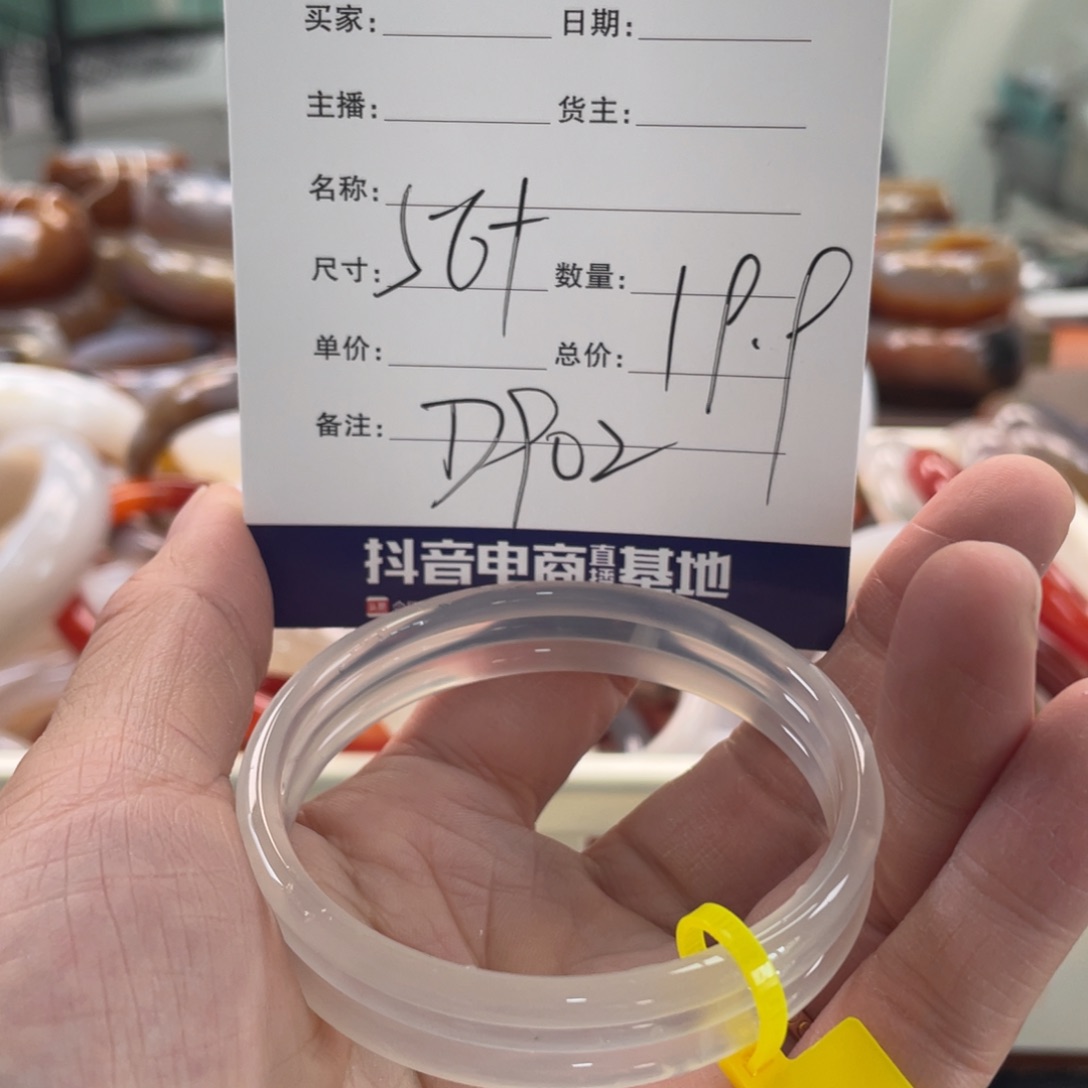 买家: 日期:
主播: 货主:
名称:
尺寸: 56+ 数量:
单价: 总价: 19.9
备注: DP02
抖音电商直播基地